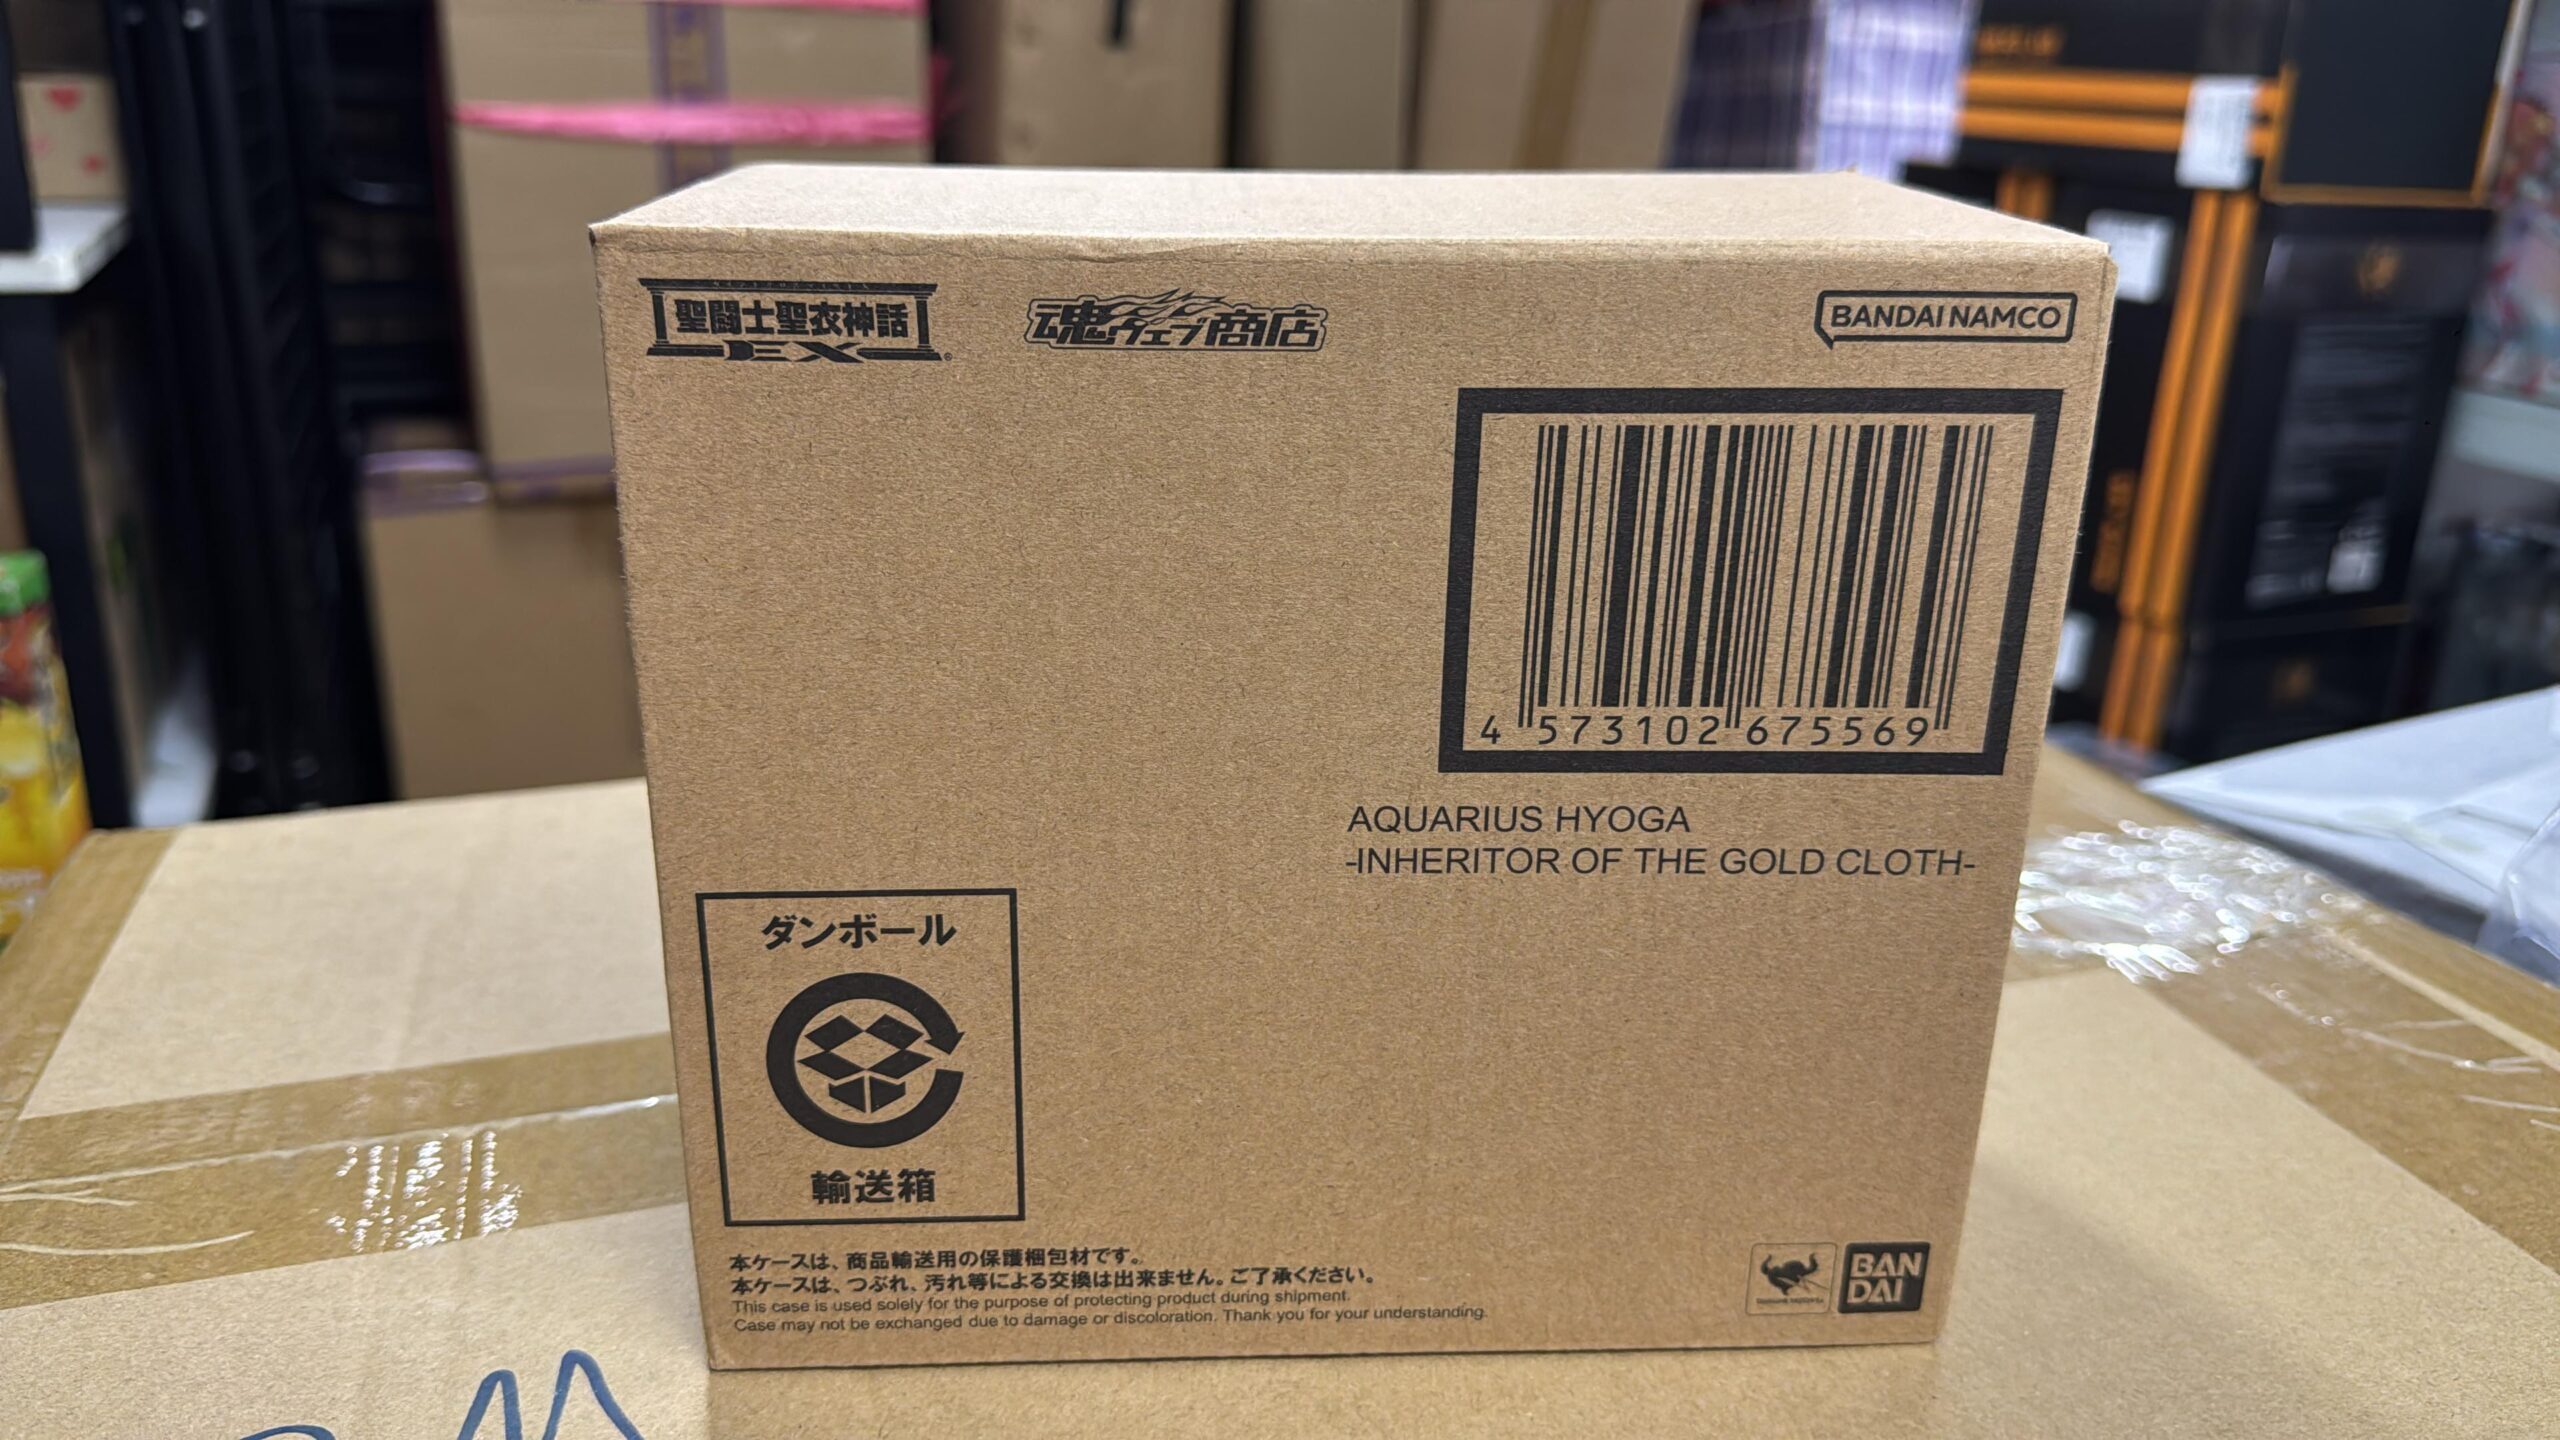 聖闘士聖衣神話
EX
魂ウェブ商店
BANDAI NAMCO
4 573102 675569
AQUARIUS HYOGA
-INHERITOR OF THE GOLD CLOTH-
ダンボール
輸送箱
本ケースは、商品輸送用の保護梱包材です。
本ケースは、つぶれ、汚れ等による交換は出来ません。ご了承ください。
This case is used solely for the purpose of protecting product during shipment.
Case may not be exchanged due to damage or discoloration. Thank you for your understanding.
BAN
DAI